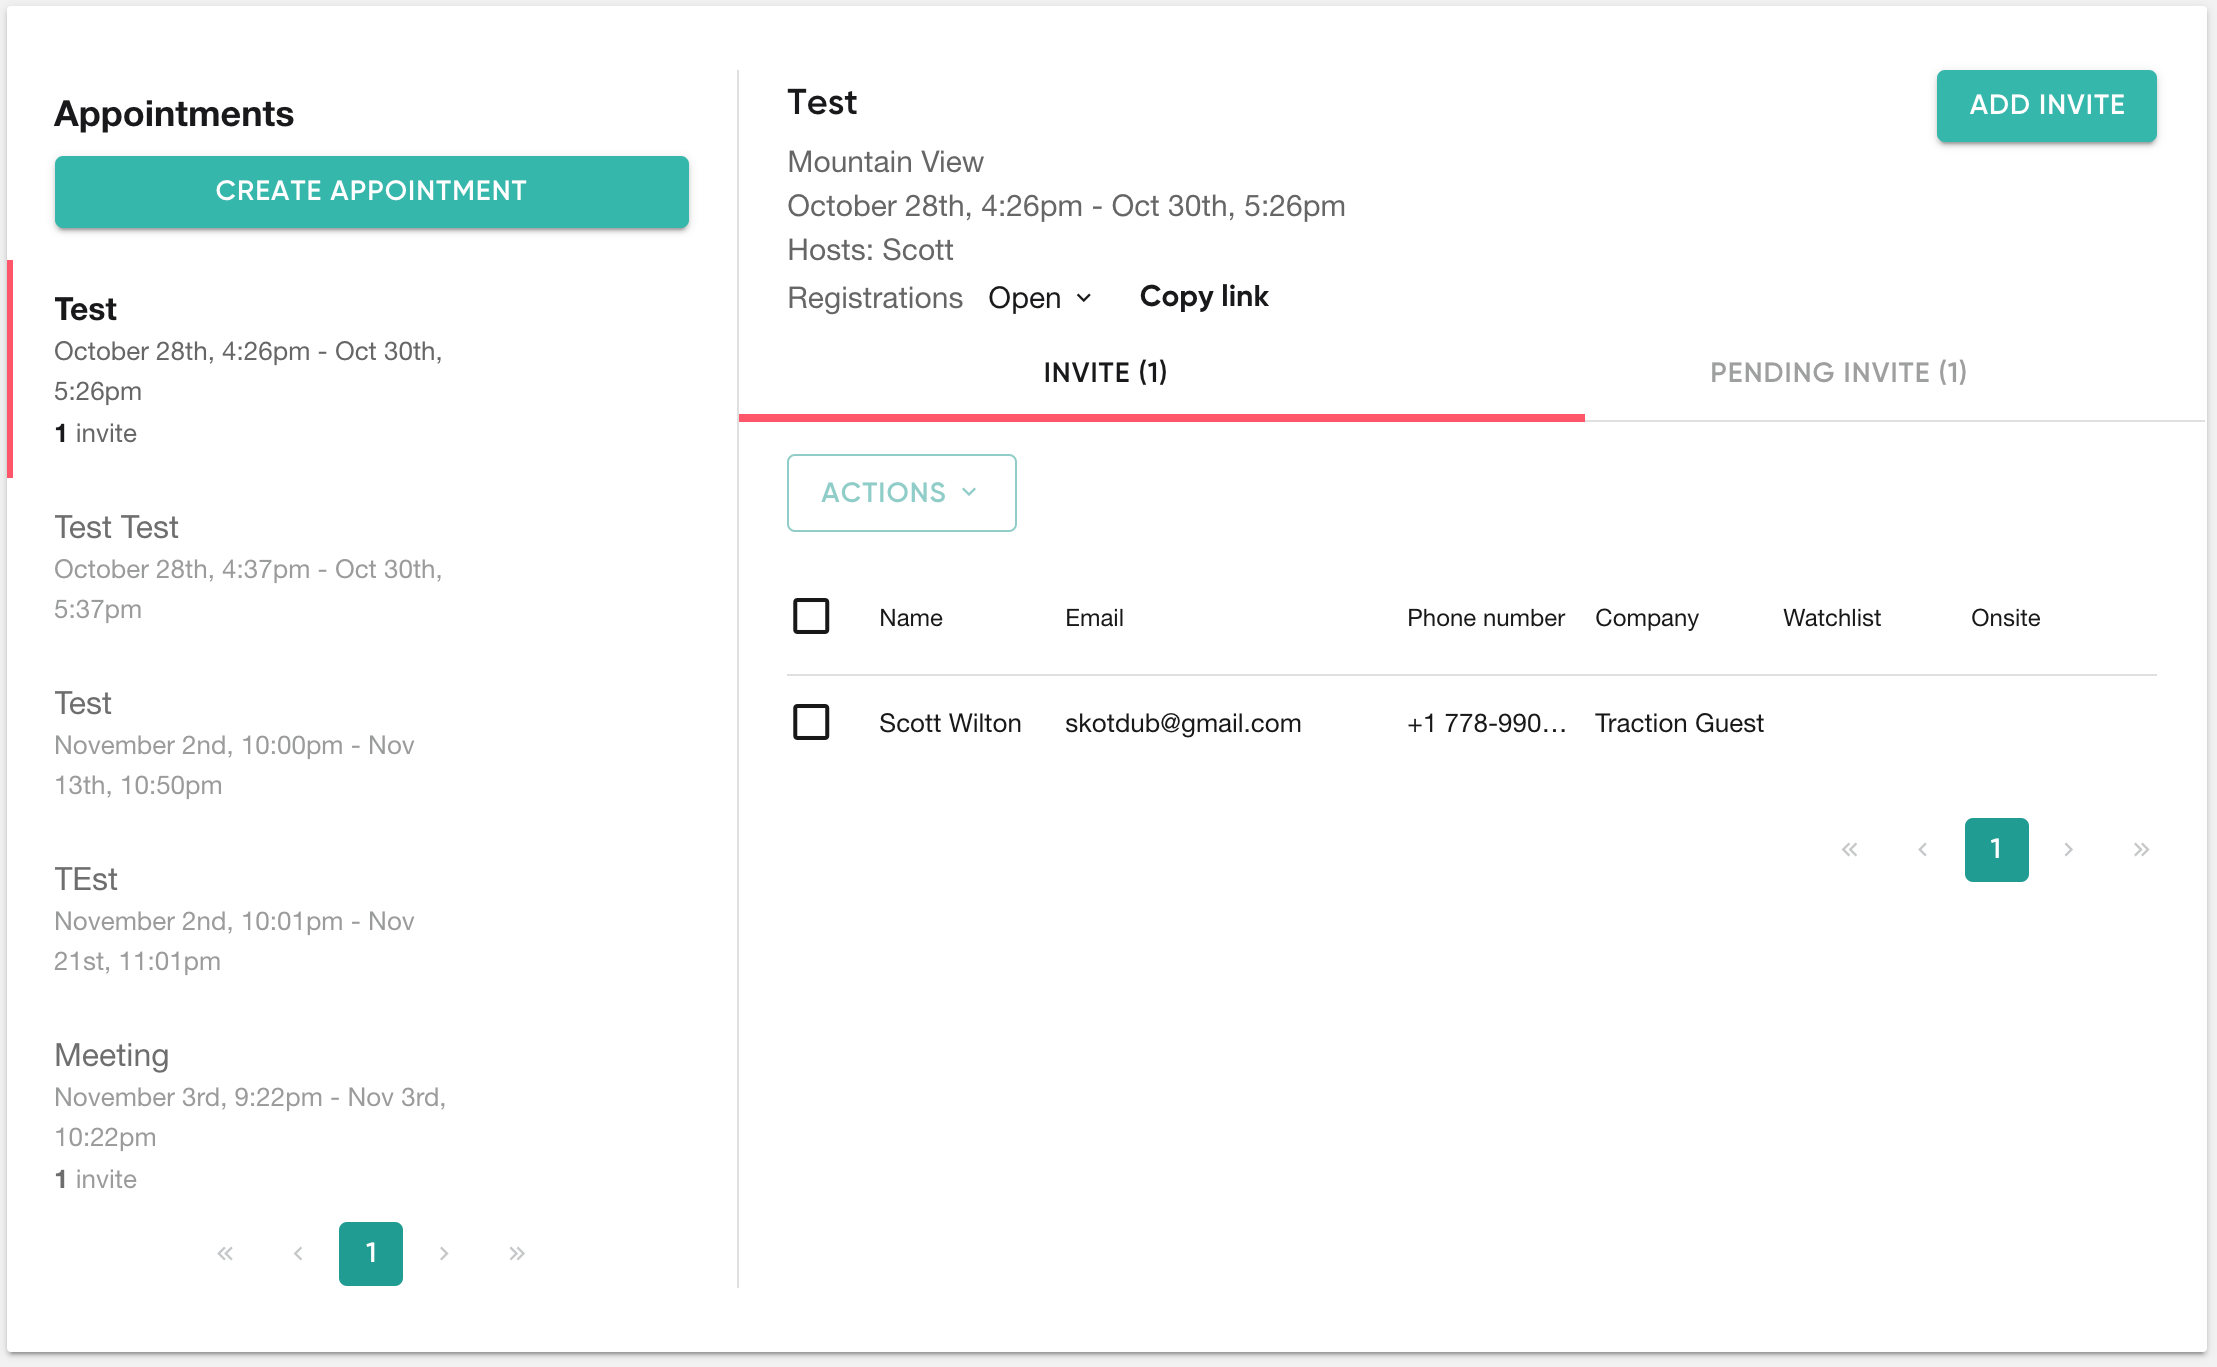 Appointments
CREATE APPOINTMENT
Test
October 28th, 4:26pm - Oct 30th,
5:26pm
1 invite
Test Test
October 28th, 4:37pm - Oct 30th,
5:37pm
Test
November 2nd, 10:00pm - Nov
13th, 10:50pm
TEst
November 2nd, 10:01pm - Nov
21st, 11:01pm
Meeting
November 3rd, 9:22pm - Nov 3rd,
10:22pm
1 invite
« ‹ 1 › »
Test
ADD INVITE
Mountain View
October 28th, 4:26pm - Oct 30th, 5:26pm
Hosts: Scott
Registrations Open Copy link
INVITE (1) PENDING INVITE (1)
ACTIONS
Name Email Phone number Company Watchlist Onsite
Scott Wilton skotdub@gmail.com +1 778-990... Traction Guest
« ‹ 1 › »